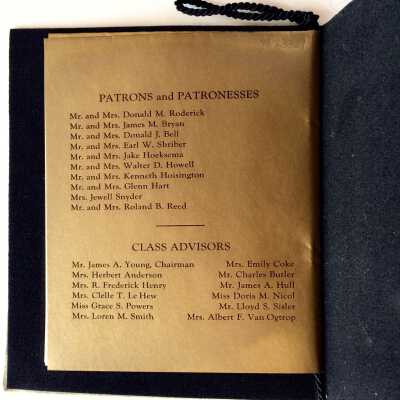 PATRONS and PATRONESSES
Mr. and Mrs. Donald M. Roderick
Mr. and Mrs. James M. Bryan
Mr. and Mrs. Donald J. Bell
Mr. and Mrs. Earl W. Shriber
Mr. and Mrs. Jake Hoeksema
Mr. and Mrs. Walter D. Howell
Mr. and Mrs. Kenneth Hoisington
Mr. and Mrs. Glenn Hart
Mrs. Jewell Snyder
Mr. and Mrs. Roland B. Reed
CLASS ADVISORS
Mr. James A. Young, Chairman
Mrs. Herbert Anderson
Mrs. R. Frederick Henry
Mrs. Clelle T. Le Hew
Miss Grace S. Powers
Mrs. Loren M. Smith
Mrs. Emily Coke
Mr. Charles Butler
Mr. James A. Hull
Miss Doris M. Nicol
Mr. Lloyd S. Sisler
Mrs. Albert F. Van Ogtrop